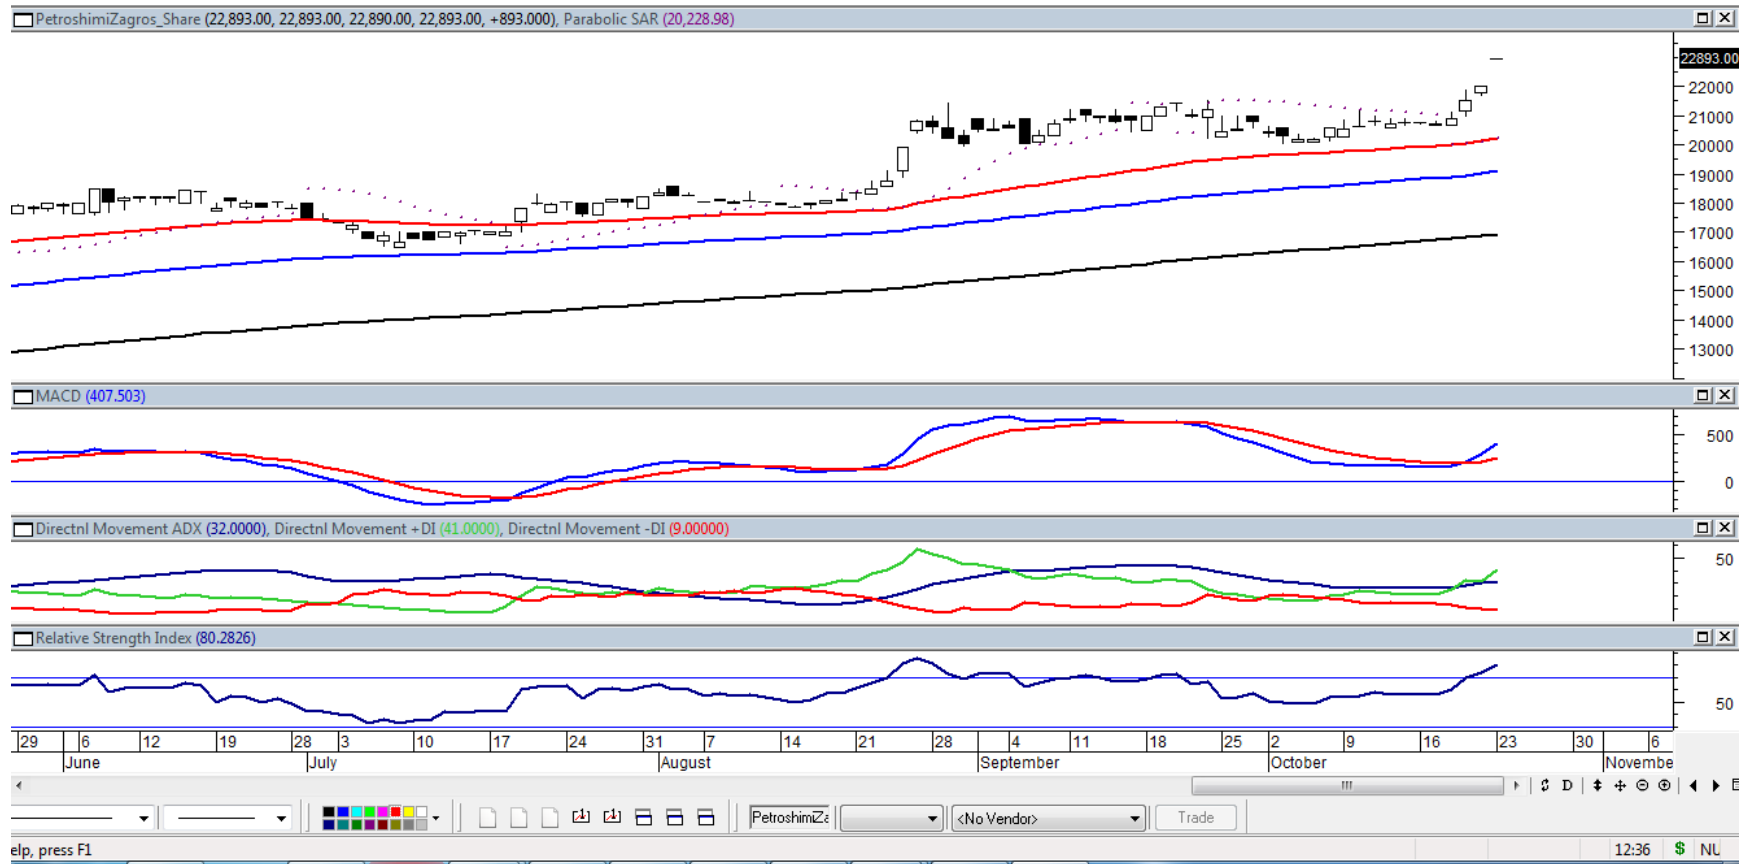 PetroshimiZagros_Share (22,893.00, 22,893.00, 22,890.00, 22,893.00, +893.000), Parabolic SAR (20,228.98)
22893.00
22000
21000
20000
19000
18000
17000
16000
15000
14000
13000
MACD (407.503)
500
0
Directnl Movement ADX (32.0000), Directnl Movement +DI (41.0000), Directnl Movement -DI (9.00000)
50
Relative Strength Index (80.2826)
50
29 6 12 19 28 3 10 17 24 31 7 14 21 28 4 11 18 25 2 9 16 23 30 6
June July August September October Novembe
D
PetroshimiZa <No Vendor> Trade
elp, press F1 12:36 $ NU